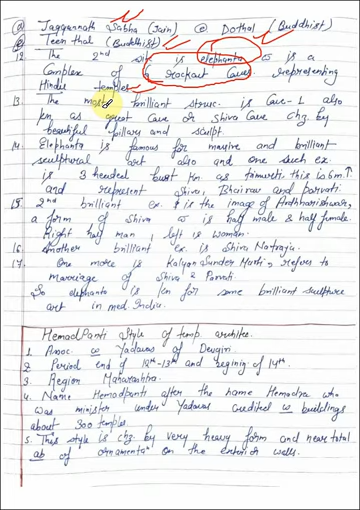 ⓐ Jaggannath Sabha (Jain) @ Dothal (Buddhist)
@ Teen thal (Buddhist)
12. The 2nd site is elephanta w is a
Complex of 7 rockcut Caves representing
Hindu temples
13. The most brilliant struc. is Cave-1 also
kn as great Cave or Shiva Cave chz. by
beautiful pillary and sculpt.
14. Elephanta is famous for massive and brilliant
sculptural art also and one such ex.
is 3 headed bust kn. as tamurti. this is 6m↑
and represent Shiva, Bhairav and parvati.
15. 2nd brilliant ex. is the image of Ardhharishwar,
a form of Shiva w is half male & half female.
Right half man, left is woman.
16. Another brilliant ex. is Shiva Natraja.
17. One more is Kalyan Sunder Murti, refers to
marriage of Shiva & Parvati.
So elephanta is kn for some brilliant sculpture
art in med. India.
HemadPanti Style of temp. architec.
1. Assoc. w Yadavas of Devgiri.
2. Period end of 12th-13th and begining of 14th.
3. Region Maharashtra.
4. Name Hemadpanti after the name Hemadra who
was minister under Yadavas credited w buildings
about 300 temples.
5. This style is chz. by very heavy form and near total
ab of ornamentn on the exterior walls.